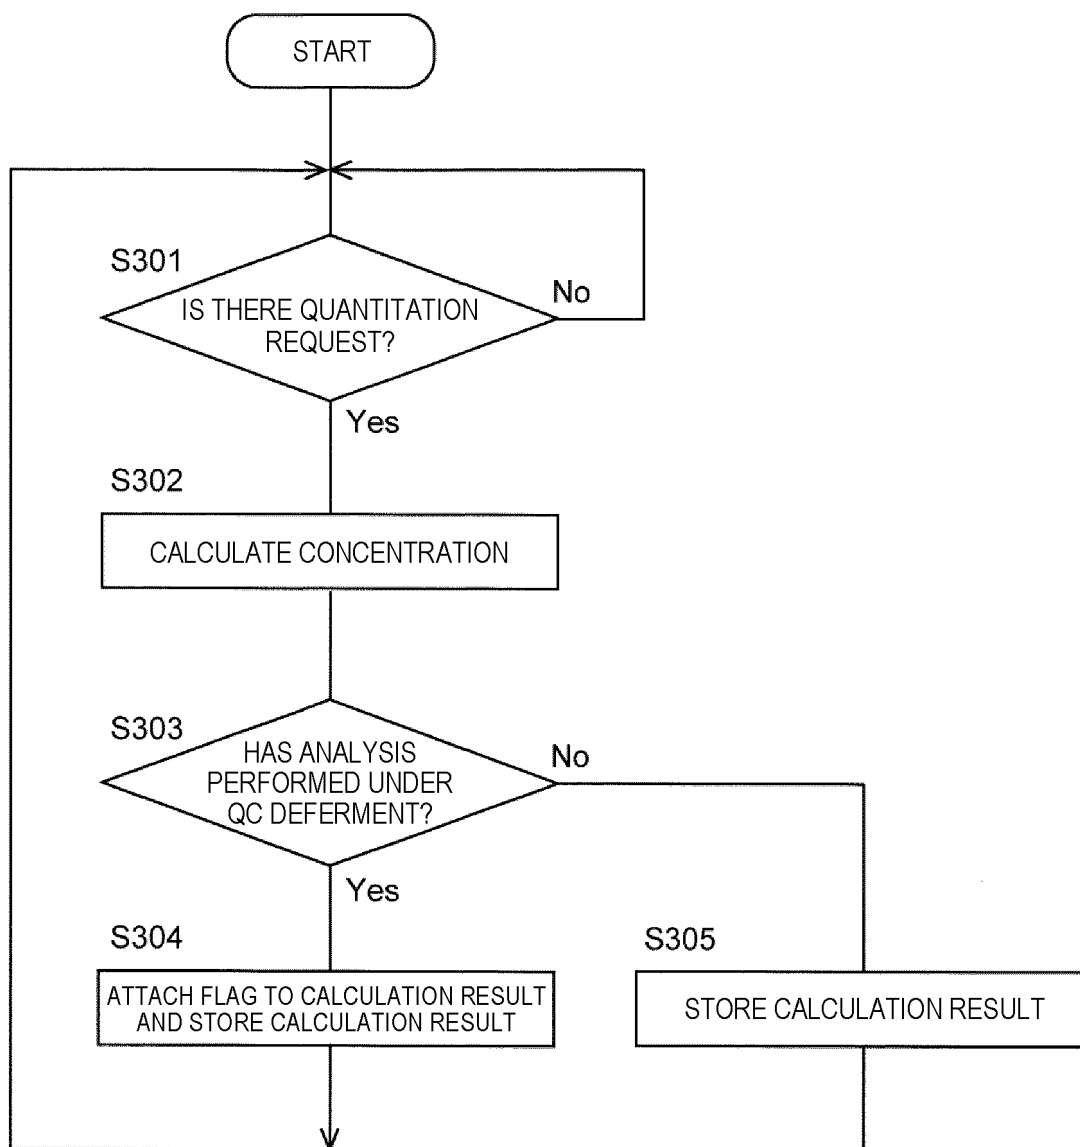 START
S301
IS THERE QUANTITATION
REQUEST?
No
Yes
S302
CALCULATE CONCENTRATION
S303
HAS ANALYSIS
PERFORMED UNDER
QC DEFERMENT?
No
Yes
S304
ATTACH FLAG TO CALCULATION RESULT
AND STORE CALCULATION RESULT
S305
STORE CALCULATION RESULT